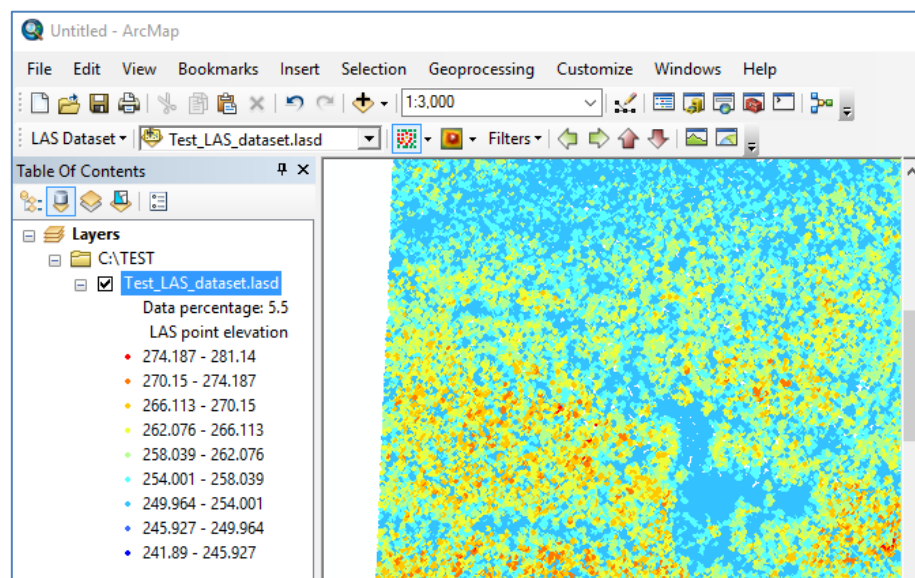 Untitled - ArcMap
File Edit View Bookmarks Insert Selection Geoprocessing Customize Windows Help
1:3,000
LAS Dataset Test_LAS_dataset.lasd Filters
Table Of Contents
Layers
C:\TEST
Test_LAS_dataset.lasd
Data percentage: 5.5
LAS point elevation
274.187 - 281.14
270.15 - 274.187
266.113 - 270.15
262.076 - 266.113
258.039 - 262.076
254.001 - 258.039
249.964 - 254.001
245.927 - 249.964
241.89 - 245.927